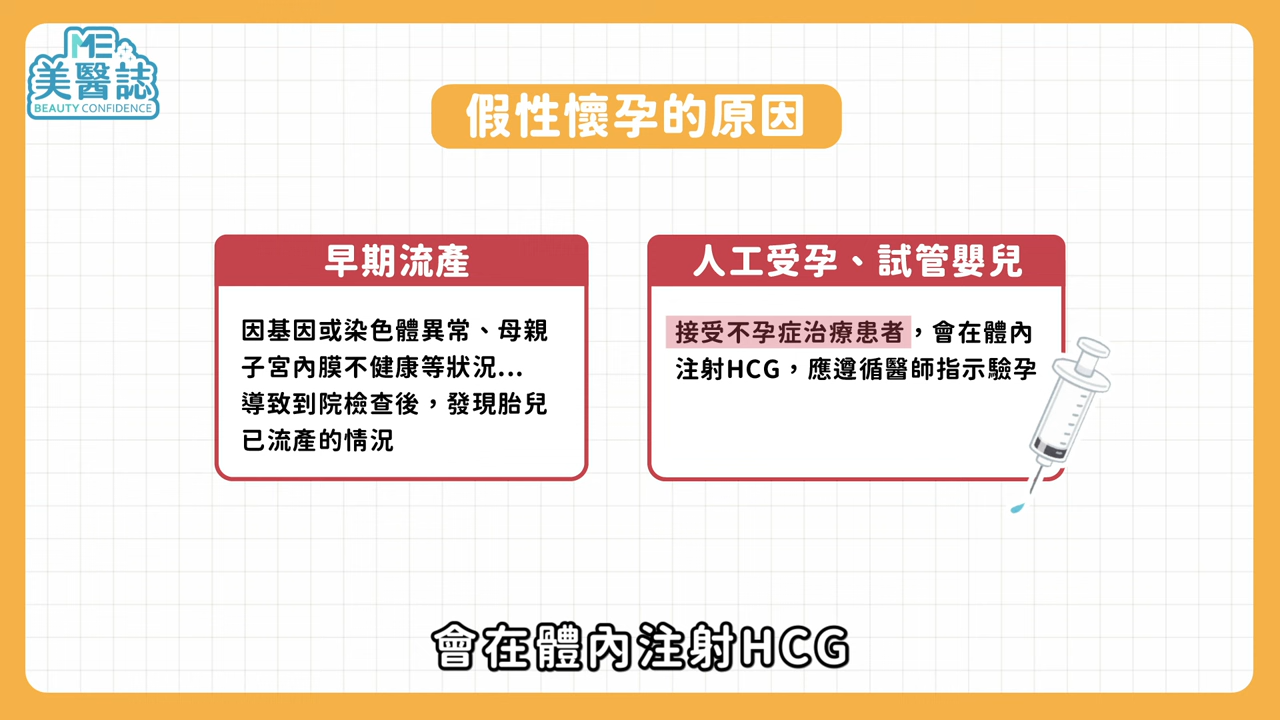 ME
美醫誌
BEAUTY CONFIDENCE
假性懷孕的原因
早期流產
因基因或染色體異常、母親
子宮內膜不健康等狀況...
導致到院檢查後，發現胎兒
已流產的情況
人工受孕、試管嬰兒
接受不孕症治療患者，會在體內
注射HCG，應遵循醫師指示驗孕
會在體內注射HCG